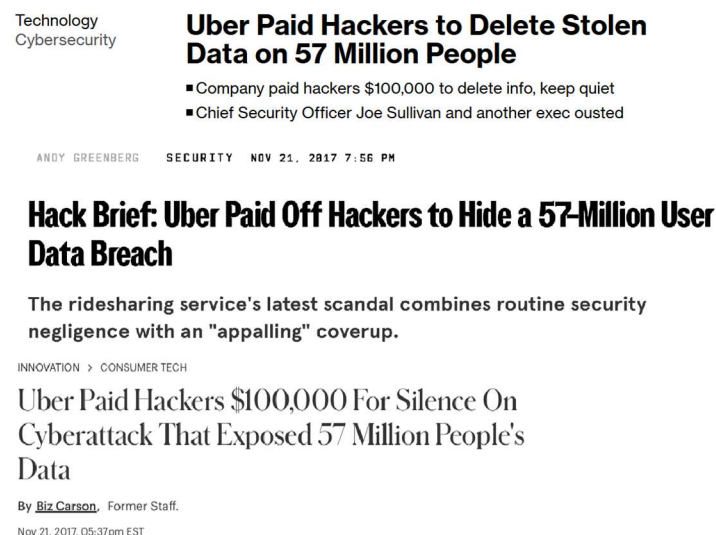 Technology
Cybersecurity
Uber Paid Hackers to Delete Stolen
Data on 57 Million People
■ Company paid hackers $100,000 to delete info, keep quiet
■ Chief Security Officer Joe Sullivan and another exec ousted
ANDY GREENBERG SECURITY NOV 21, 2017 7:56 PM
Hack Brief: Uber Paid Off Hackers to Hide a 57-Million User
Data Breach
The ridesharing service's latest scandal combines routine security
negligence with an "appalling" coverup.
INNOVATION > CONSUMER TECH
Uber Paid Hackers $100,000 For Silence On
Cyberattack That Exposed 57 Million People's
Data
By Biz Carson, Former Staff.
Nov 21, 2017, 05:37pm EST